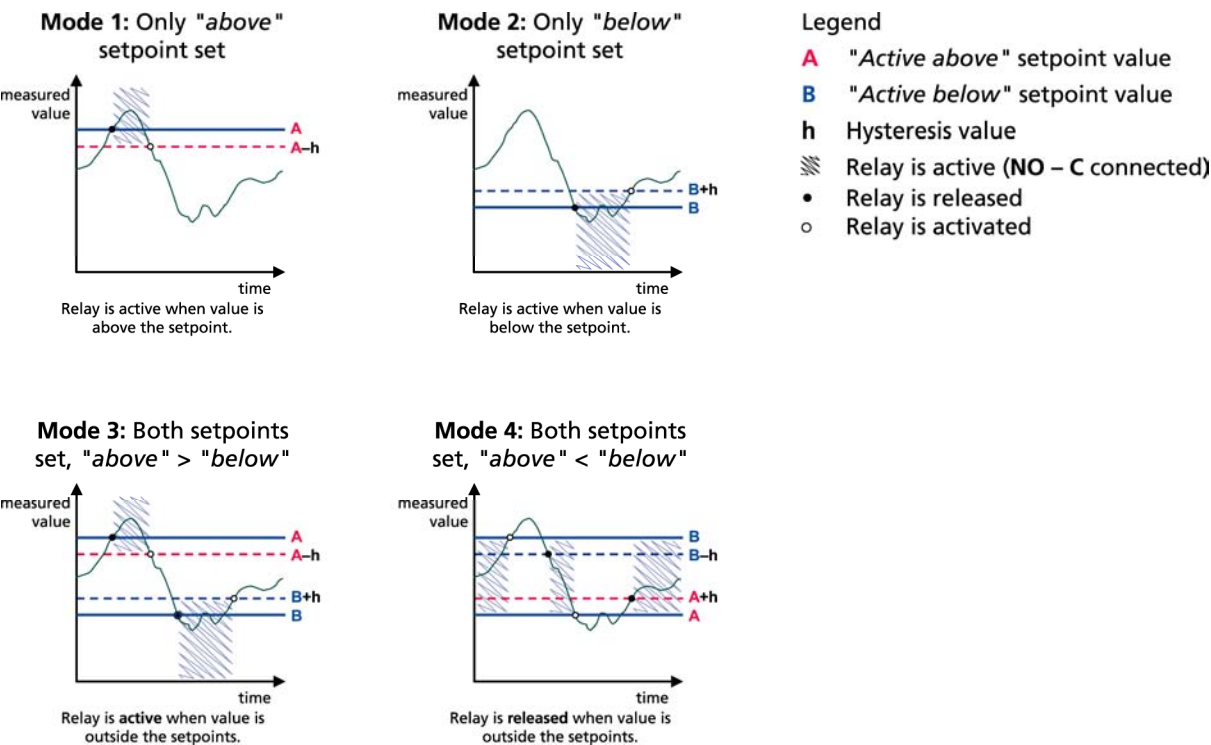 Mode 1: Only "above"
setpoint set
measured
value
A
A–h
time
Relay is active when value is
above the setpoint.
Mode 2: Only "below"
setpoint set
measured
value
B+h
B
time
Relay is active when value is
below the setpoint.
Legend
A "Active above" setpoint value
B "Active below" setpoint value
h Hysteresis value
Relay is active (NO – C connected)
Relay is released
Relay is activated
Mode 3: Both setpoints
set, "above" > "below"
measured
value
A
A–h
B+h
B
time
Relay is active when value is
outside the setpoints.
Mode 4: Both setpoints
set, "above" < "below"
measured
value
B
B–h
A+h
A
time
Relay is released when value is
outside the setpoints.